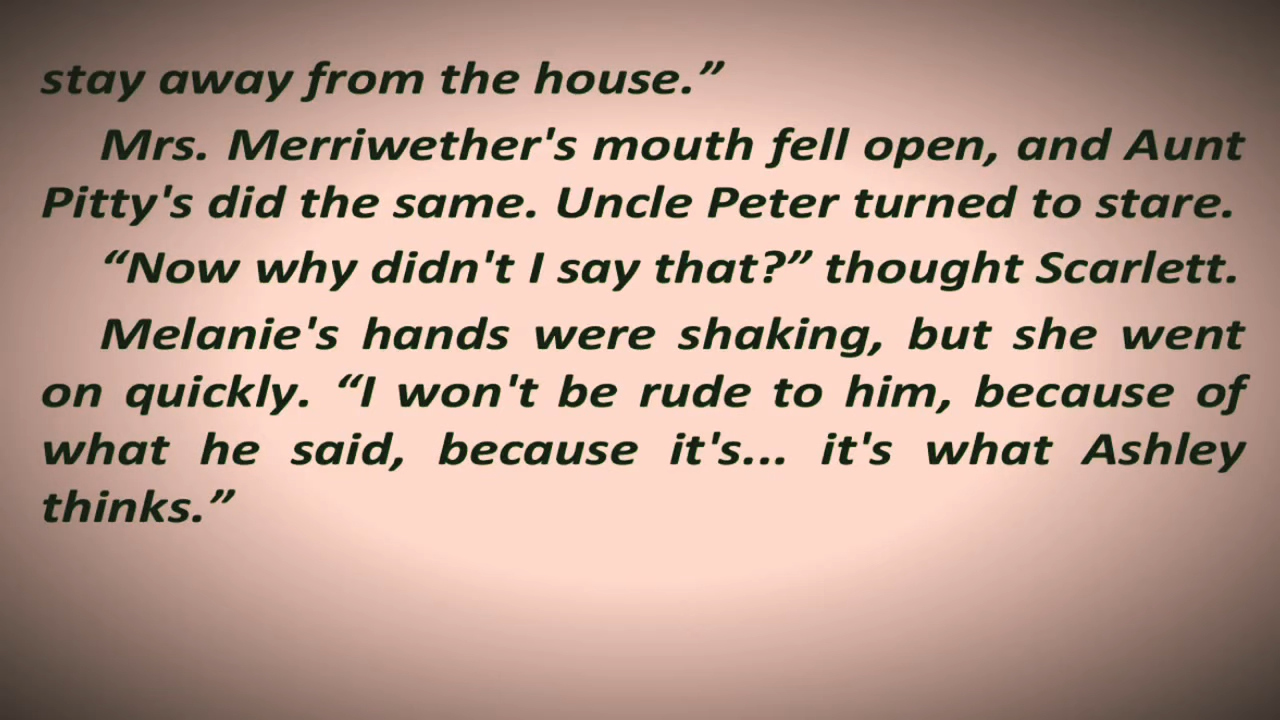 stay away from the house.”
Mrs. Merriwether's mouth fell open, and Aunt
Pitty's did the same. Uncle Peter turned to stare.
“Now why didn't I say that?” thought Scarlett.
Melanie's hands were shaking, but she went
on quickly. “I won't be rude to him, because of
what he said, because it's... it's what Ashley
thinks.”